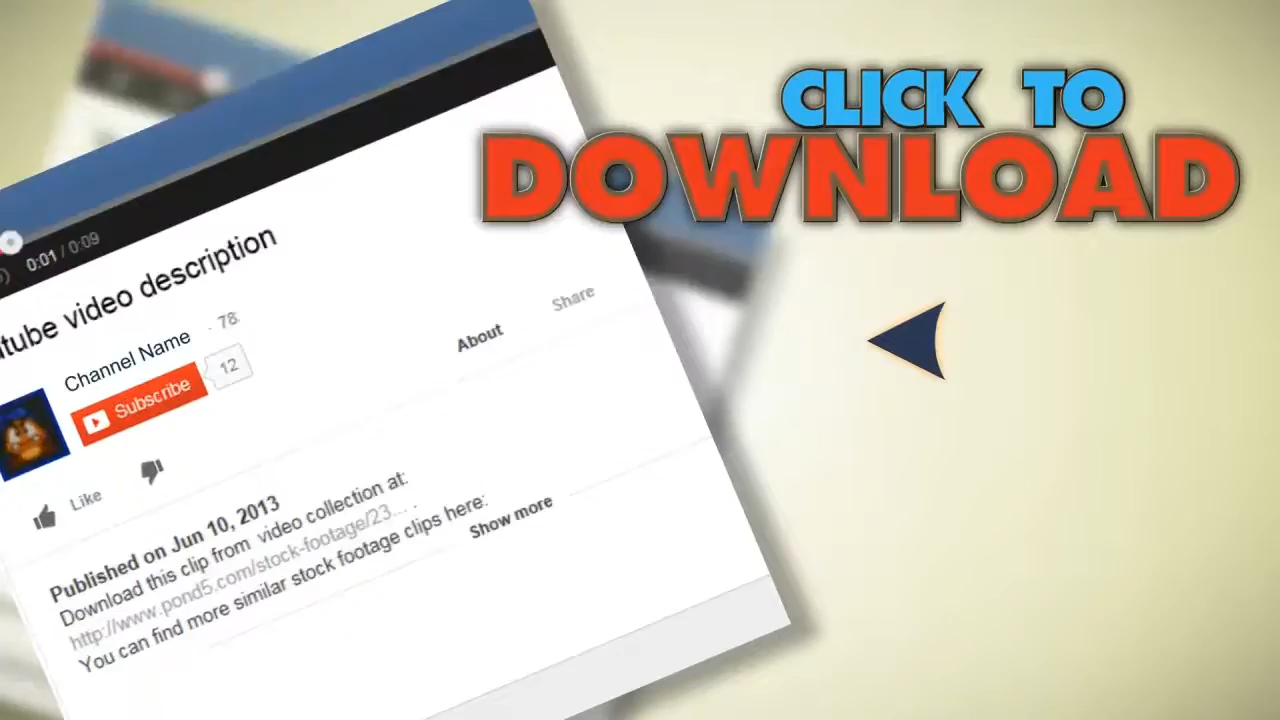 CLICK TO
DOWNLOAD
0:01 / 0:09
video description
Channel Name
78
Subscribe
12
About
Share
Like
Published on Jun 10, 2013
Download this clip from video collection at:
http://www.pond5.com/stock-footage/23... .
You can find more similar stock footage clips here:
Show more